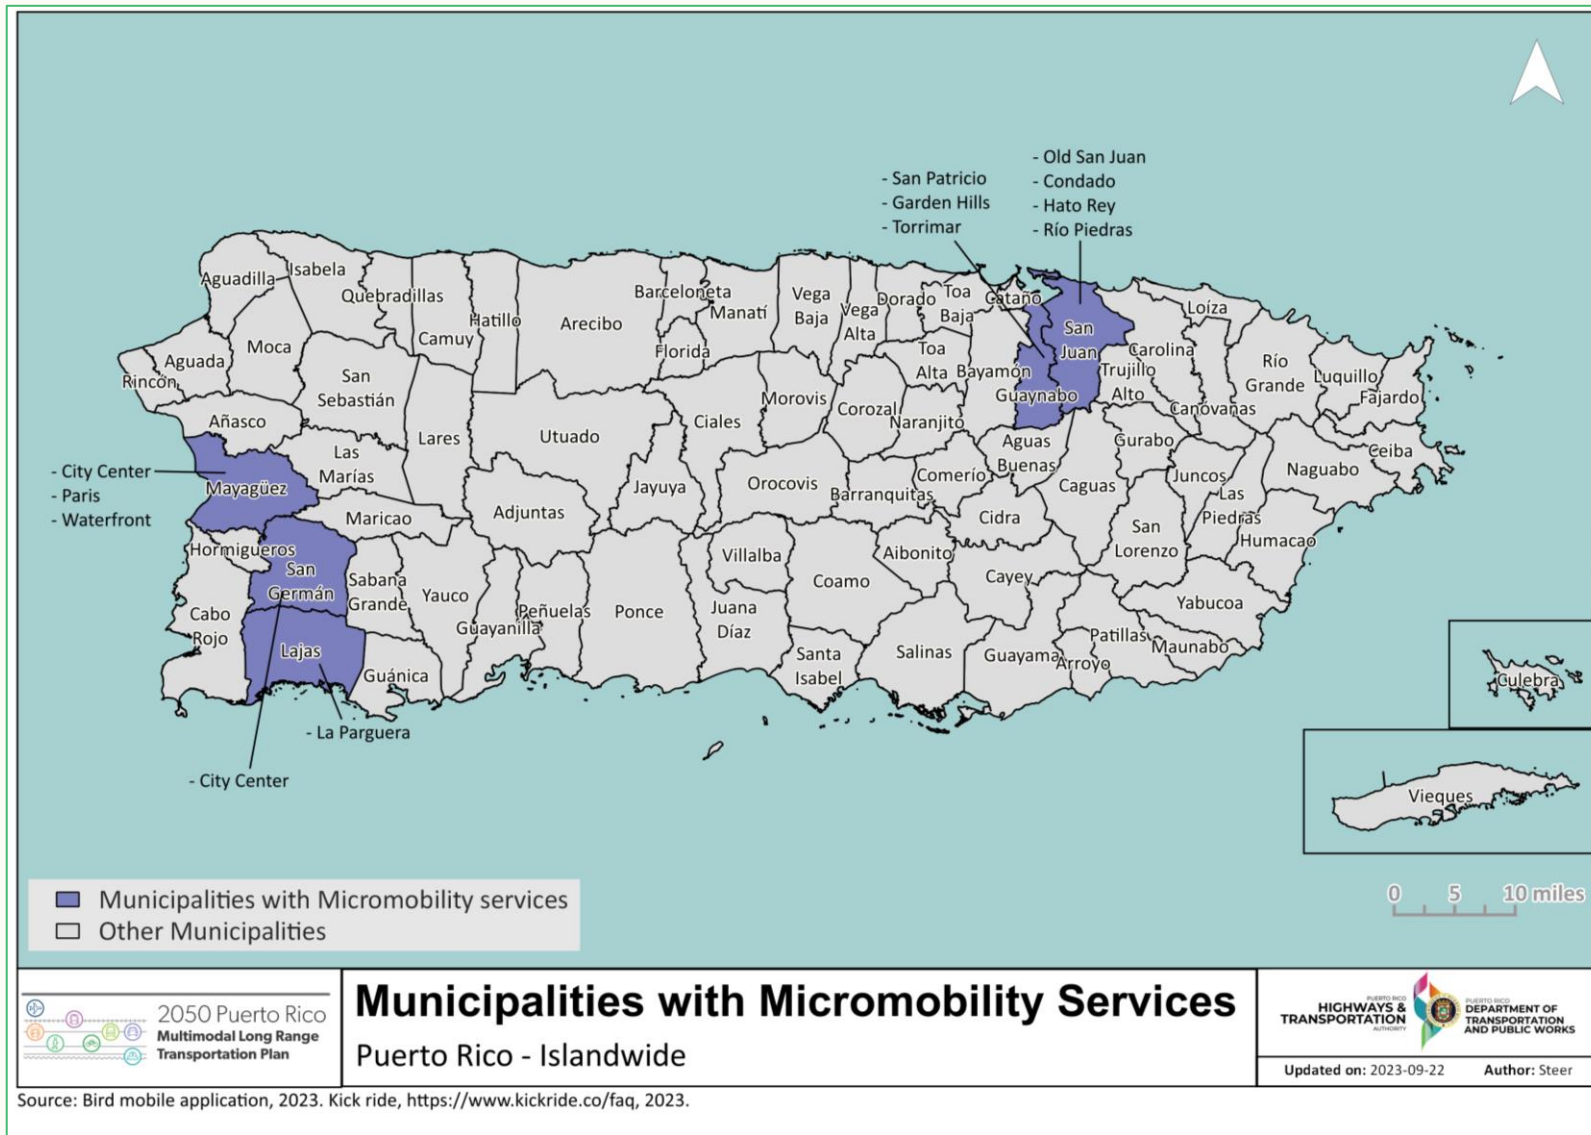 - Old San Juan
- Condado
- Hato Rey
- Río Piedras
- San Patricio
- Garden Hills
- Torrimar
Aguadilla
Isabela
Quebradillas
Camuy
Hatillo
Arecibo
Barceloneta
Manatí
Florida
Vega
Baja
Vega
Alta
Dorado
Toa
Baja
Cataño
Toa
Alta
Bayamón
Guaynabo
San
Juan
Carolina
Trujillo
Alto
Loíza
Canóvanas
Río
Grande
Luquillo
Fajardo
Ceiba
Naguabo
Rincón
Aguada
Moca
San
Sebastián
Añasco
Las
Marías
Lares
Utuado
Ciales
Morovis
Corozal
Naranjito
Aguas
Buenas
Gurabo
Juncos
Las
Piedras
Humacao
- City Center
- Paris
- Waterfront
Mayagüez
Maricao
Adjuntas
Jayuya
Orocovis
Barranquitas
Comerío
Cidra
Caguas
San
Lorenzo
Hormigueros
San
Germán
Sabana
Grande
Yauco
Guayanilla
Peñuelas
Ponce
Villalba
Juana
Díaz
Coamo
Aibonito
Cayey
Yabucoa
Cabo
Rojo
Lajas
Guánica
Santa
Isabel
Salinas
Guayama
Arroyo
Patillas
Maunabo
- La Parguera
- City Center
Culebra
Vieques
Municipalities with Micromobility services
Other Municipalities
0 5 10 miles
2050 Puerto Rico
Multimodal Long Range
Transportation Plan
Municipalities with Micromobility Services
Puerto Rico - Islandwide
PUERTO RICO
HIGHWAYS &
TRANSPORTATION
AUTHORITY
PUERTO RICO
DEPARTMENT OF
TRANSPORTATION
AND PUBLIC WORKS
Updated on: 2023-09-22 Author: Steer
Source: Bird mobile application, 2023. Kick ride, https://www.kickride.co/faq, 2023.